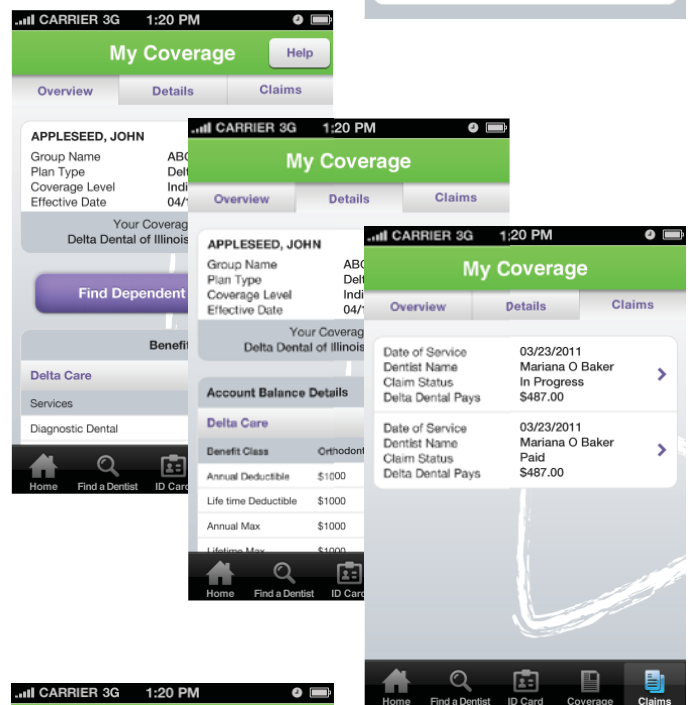 CARRIER 3G 1:20 PM
My Coverage Help
Overview Details Claims
APPLESEED, JOHN
Group Name
Plan Type
Coverage Level
Effective Date 04/
Your
Delta Dental of Illinois
Find Dependent
Delta Care
Services
Diagnostic Dental
Home Find a Dentist ID
CARRIER 3G 1:20 PM
My Coverage
Overview Details Claims
APPLESEED, JOHN
Group Name
Plan Type
Coverage Level
Effective Date 04/
Your
Delta Dental of Illinois
Account Balance Details
Delta Care
Benefit Class
Annual Deductible $1000
Life time Deductible $1000
Annual Max $1000
Lifetime Max $1000
Home Find a Dentist ID
CARRIER 3G 1:20 PM
My Coverage
Overview Details Claims
Date of Service 03/23/2011
Dentist Name Mariana O Baker
Claim Status In Progress
Delta Dental Pays $487.00
Date of Service 03/23/2011
Dentist Name Mariana O Baker
Claim Status Paid
Delta Dental Pays $487.00
Home Find a Dentist ID Card Coverage Claims
CARRIER 3G 1:20 PM